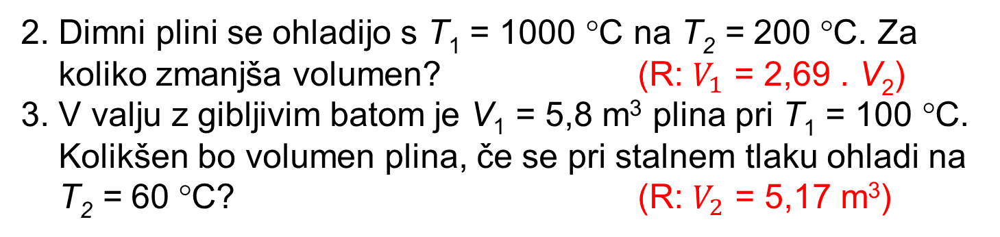 2. Dimni plini se ohladijo s T₁ = 1000 °C na T₂ = 200 °C. Za
koliko zmanjša volumen? (R: V₁ = 2,69 . V₂)
3. V valju z gibljivim batom je V₁ = 5,8 m³ plina pri T₁ = 100 °C.
Kolikšen bo volumen plina, če se pri stalnem tlaku ohladi na
T₂ = 60 °C? (R: V₂ = 5,17 m³)